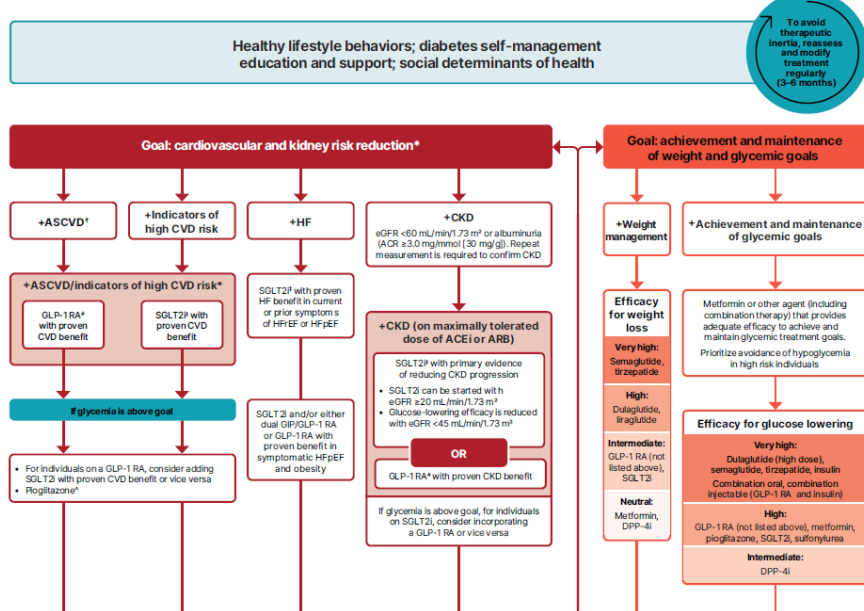 Healthy lifestyle behaviors; diabetes self-management
education and support; social determinants of health
To avoid
therapeutic
inertia, reassess
and modify
treatment
regularly
(3–6 months)
Goal: cardiovascular and kidney risk reduction*
Goal: achievement and maintenance
of weight and glycemic goals
+ASCVD†
+Indicators of
high CVD risk
+HF
+CKD
eGFR <60 mL/min/1.73 m² or albuminuria
(ACR ≥3.0 mg/mmol [30 mg/g]). Repeat
measurement is required to confirm CKD
+Weight
management
+Achievement and maintenance
of glycemic goals
+ASCVD/indicators of high CVD risk*
GLP-1 RA#
with proven
CVD benefit
SGLT2i‡ with
proven CVD
benefit
If glycemia is above goal
• For individuals on a GLP-1 RA, consider adding
SGLT2i with proven CVD benefit or vice versa
• Pioglitazone^
SGLT2i‡ with proven
HF benefit in current
or prior symptoms
of HFrEF or HFpEF
SGLT2i and/or either
dual GIP/GLP-1 RA
or GLP-1 RA with
proven benefit in
symptomatic HFpEF
and obesity
+CKD (on maximally tolerated
dose of ACEi or ARB)
SGLT2i‡ with primary evidence
of reducing CKD progression
• SGLT2i can be started with
eGFR ≥20 mL/min/1.73 m²
• Glucose-lowering efficacy is reduced
with eGFR <45 mL/min/1.73 m²
OR
GLP-1 RA# with proven CKD benefit
If glycemia is above goal, for individuals
on SGLT2i, consider incorporating
a GLP-1 RA or vice versa
Efficacy
for weight
loss
Very high:
Semaglutide,
tirzepatide
High:
Dulaglutide,
liraglutide
Intermediate:
GLP-1 RA (not
listed above),
SGLT2i
Neutral:
Metformin,
DPP-4i
Metformin or other agent (including
combination therapy) that provides
adequate efficacy to achieve and
maintain glycemic treatment goals.
Prioritize avoidance of hypoglycemia
in high risk individuals
Efficacy for glucose lowering
Very high:
Dulaglutide (high dose),
semaglutide, tirzepatide, insulin
Combination oral, combination
injectable (GLP-1 RA and insulin)
High:
GLP-1 RA (not listed above), metformin,
pioglitazone, SGLT2i, sulfonylurea
Intermediate:
DPP-4i